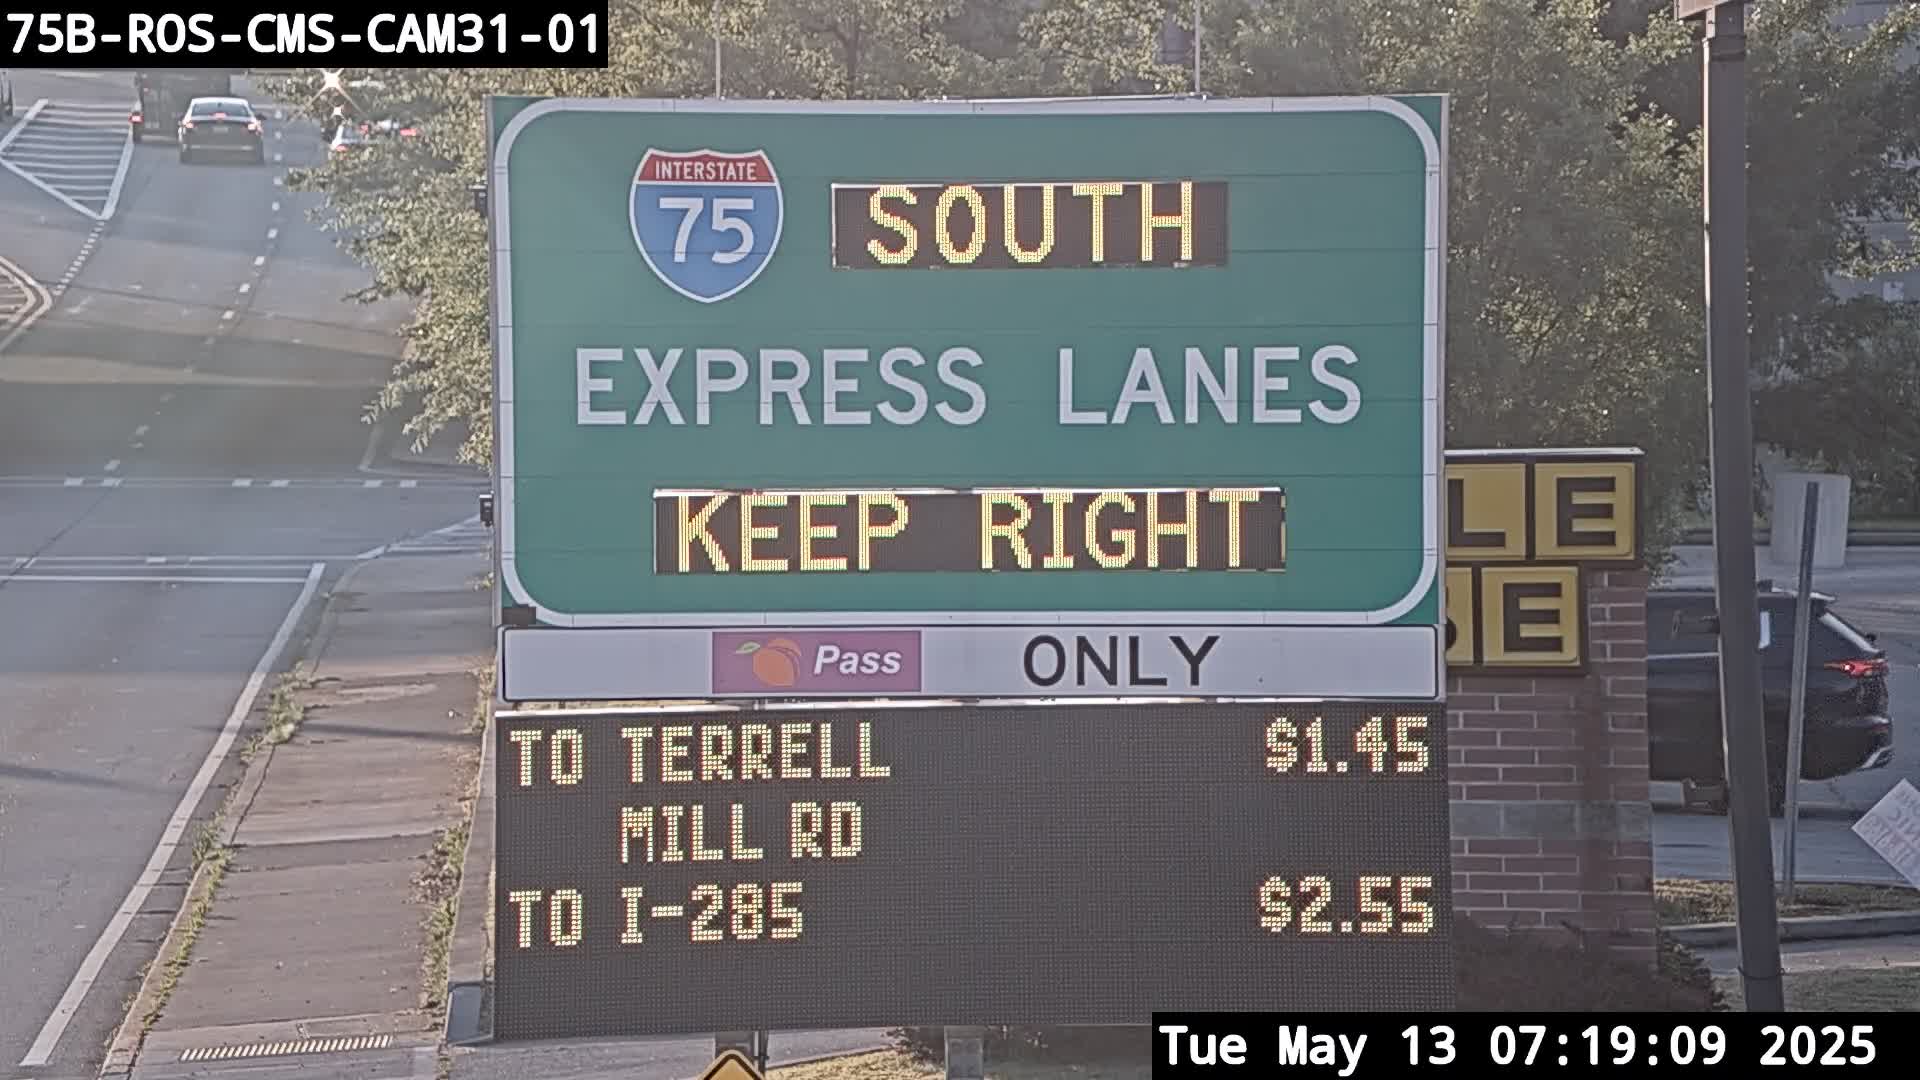 75B-ROS-CMS-CAM31-01
INTERSTATE
75
SOUTH
EXPRESS LANES
KEEP RIGHT
Pass ONLY
TO TERRELL $1.45
MILL RD
TO I-285 $2.55
LE
E
Tue May 13 07:19:09 2025